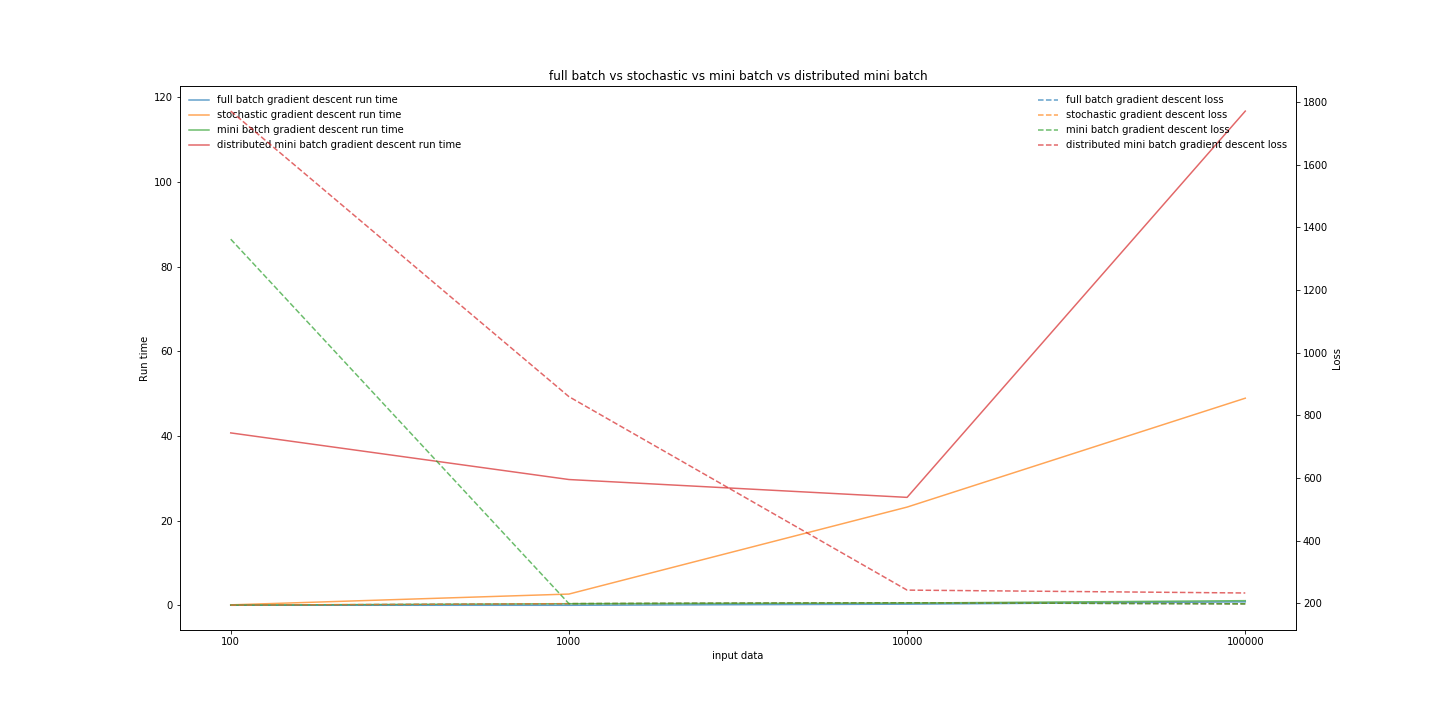 full batch vs stochastic vs mini batch vs distributed mini batch
full batch gradient descent run time
stochastic gradient descent run time
mini batch gradient descent run time
distributed mini batch gradient descent run time
full batch gradient descent loss
stochastic gradient descent loss
mini batch gradient descent loss
distributed mini batch gradient descent loss
120
100
80
60
40
20
0
Run time
1800
1600
1400
1200
1000
800
600
400
200
Loss
100 1000 10000 100000
input data